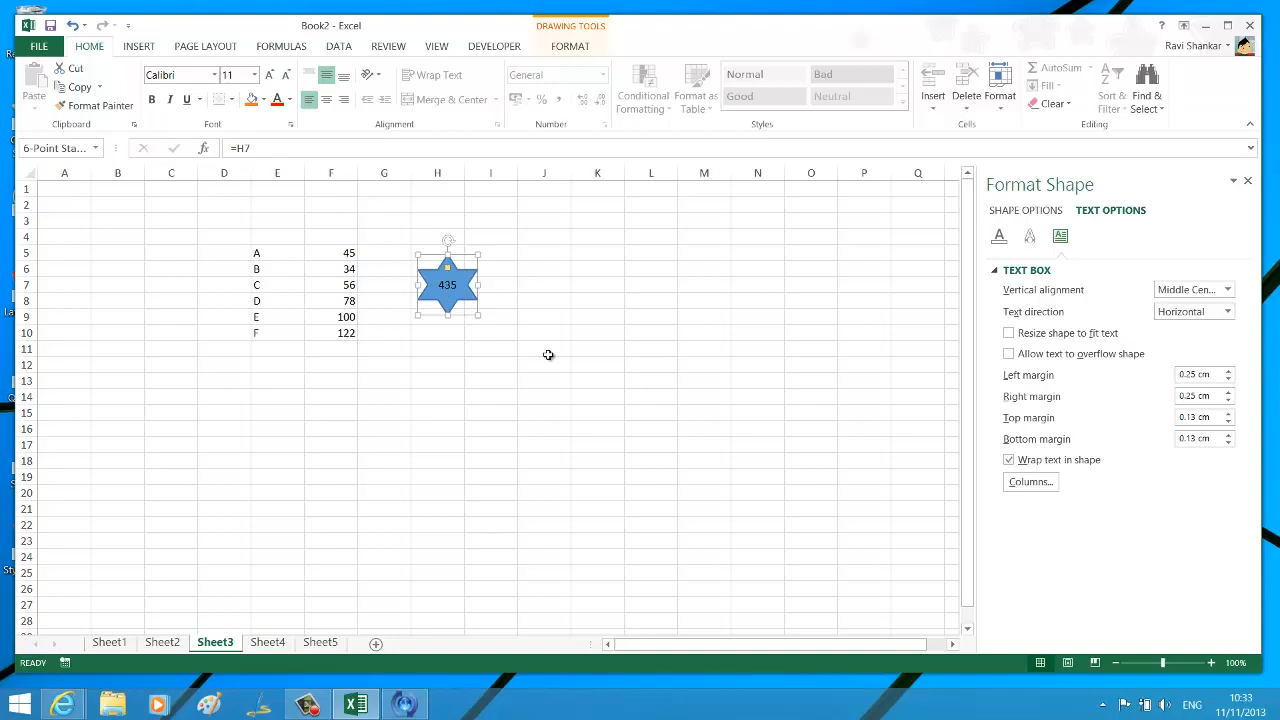 Book2 - Excel
DRAWING TOOLS
FILE HOME INSERT PAGE LAYOUT FORMULAS DATA REVIEW VIEW DEVELOPER FORMAT
Ravi Shankar
Paste
Cut
Copy
Format Painter
Clipboard
Calibri 11
B I U
Font
Wrap Text
Merge & Center
Alignment
General
%
Number
Conditional Formatting
Format as Table
Normal Bad
Good Neutral
Styles
Insert Delete Format
Cells
AutoSum
Fill
Clear
Sort & Filter
Find & Select
Editing
6-Point Sta...
fx
=H7
A B C D E F G H I J K L M N O P Q
1
2
3
4
5 A 45
6 B 34
7 C 56 435
8 D 78
9 E 100
10 F 122
11
12
13
14
15
16
17
18
19
20
21
22
23
24
25
26
27
28
Format Shape
SHAPE OPTIONS TEXT OPTIONS
TEXT BOX
Vertical alignment Middle Cen...
Text direction Horizontal
Resize shape to fit text
Allow text to overflow shape
Left margin 0.25 cm
Right margin 0.25 cm
Top margin 0.13 cm
Bottom margin 0.13 cm
Wrap text in shape
Columns...
Sheet1 Sheet2 Sheet3 Sheet4 Sheet5
READY
100%
ENG
10:33
11/11/2013